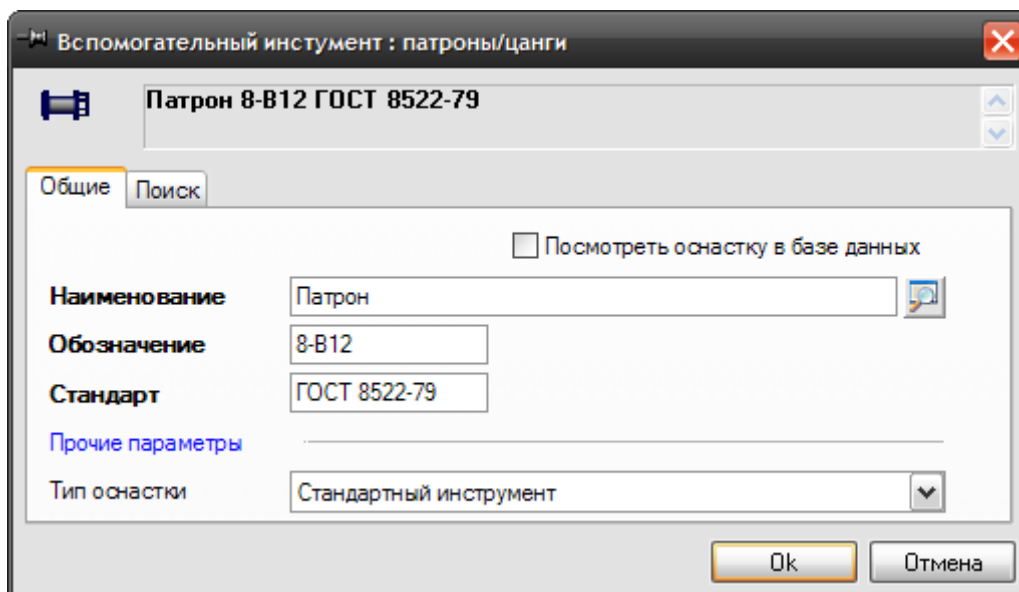 Вспомогательный инстумент : патроны/цанги
Патрон 8-В12 ГОСТ 8522-79
Общие Поиск
Посмотреть оснастку в базе данных
Наименование Патрон
Обозначение 8-В12
Стандарт ГОСТ 8522-79
Прочие параметры
Тип оснастки Стандартный инструмент
Ok Отмена